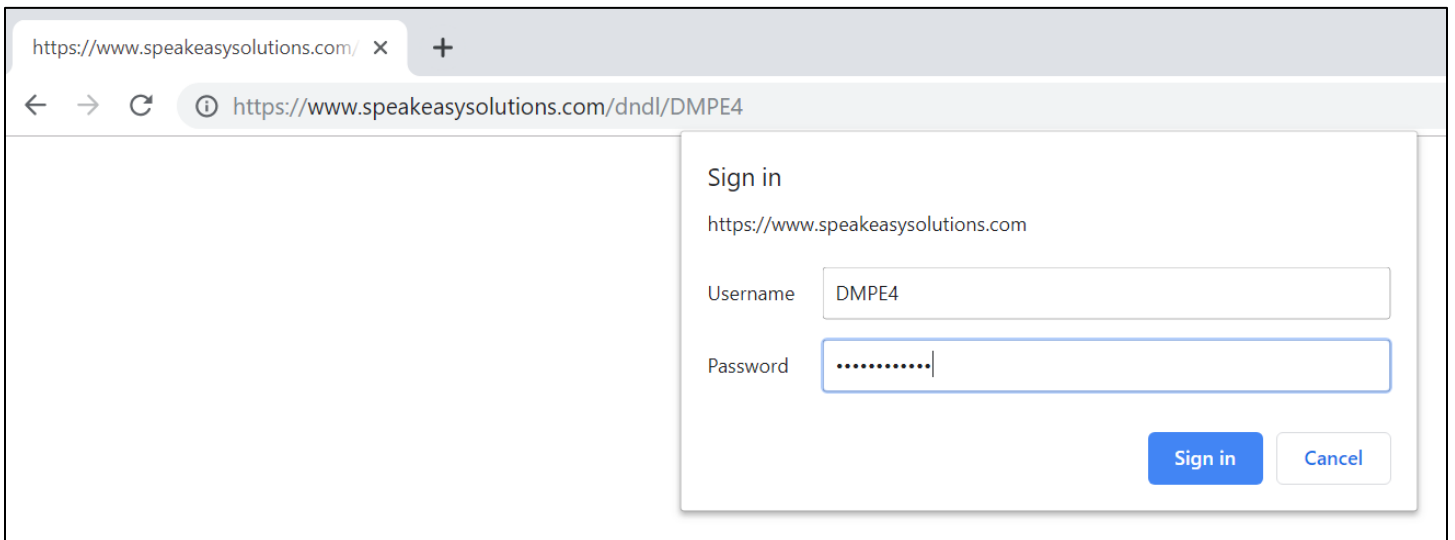 https://www.speakeasysolutions.com/
https://www.speakeasysolutions.com/dndl/DMPE4
Sign in
https://www.speakeasysolutions.com
Username DMPE4
Password ••••••••••••
Sign in Cancel